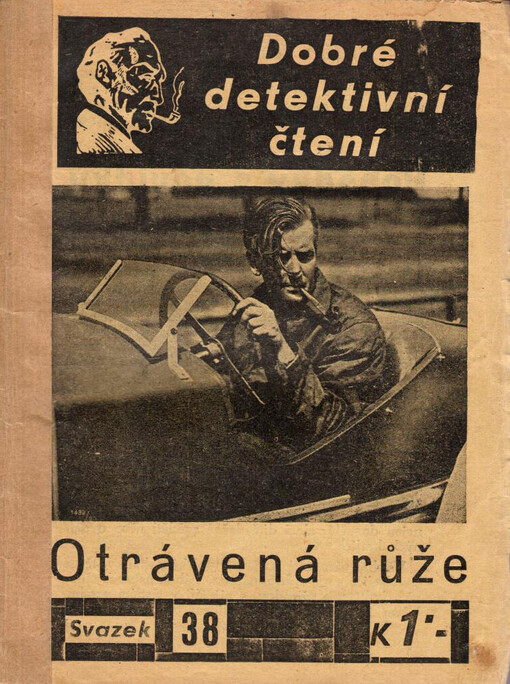 Dobré
detektivní
čtení
Otrávená růže
Svazek 38 K 1·-